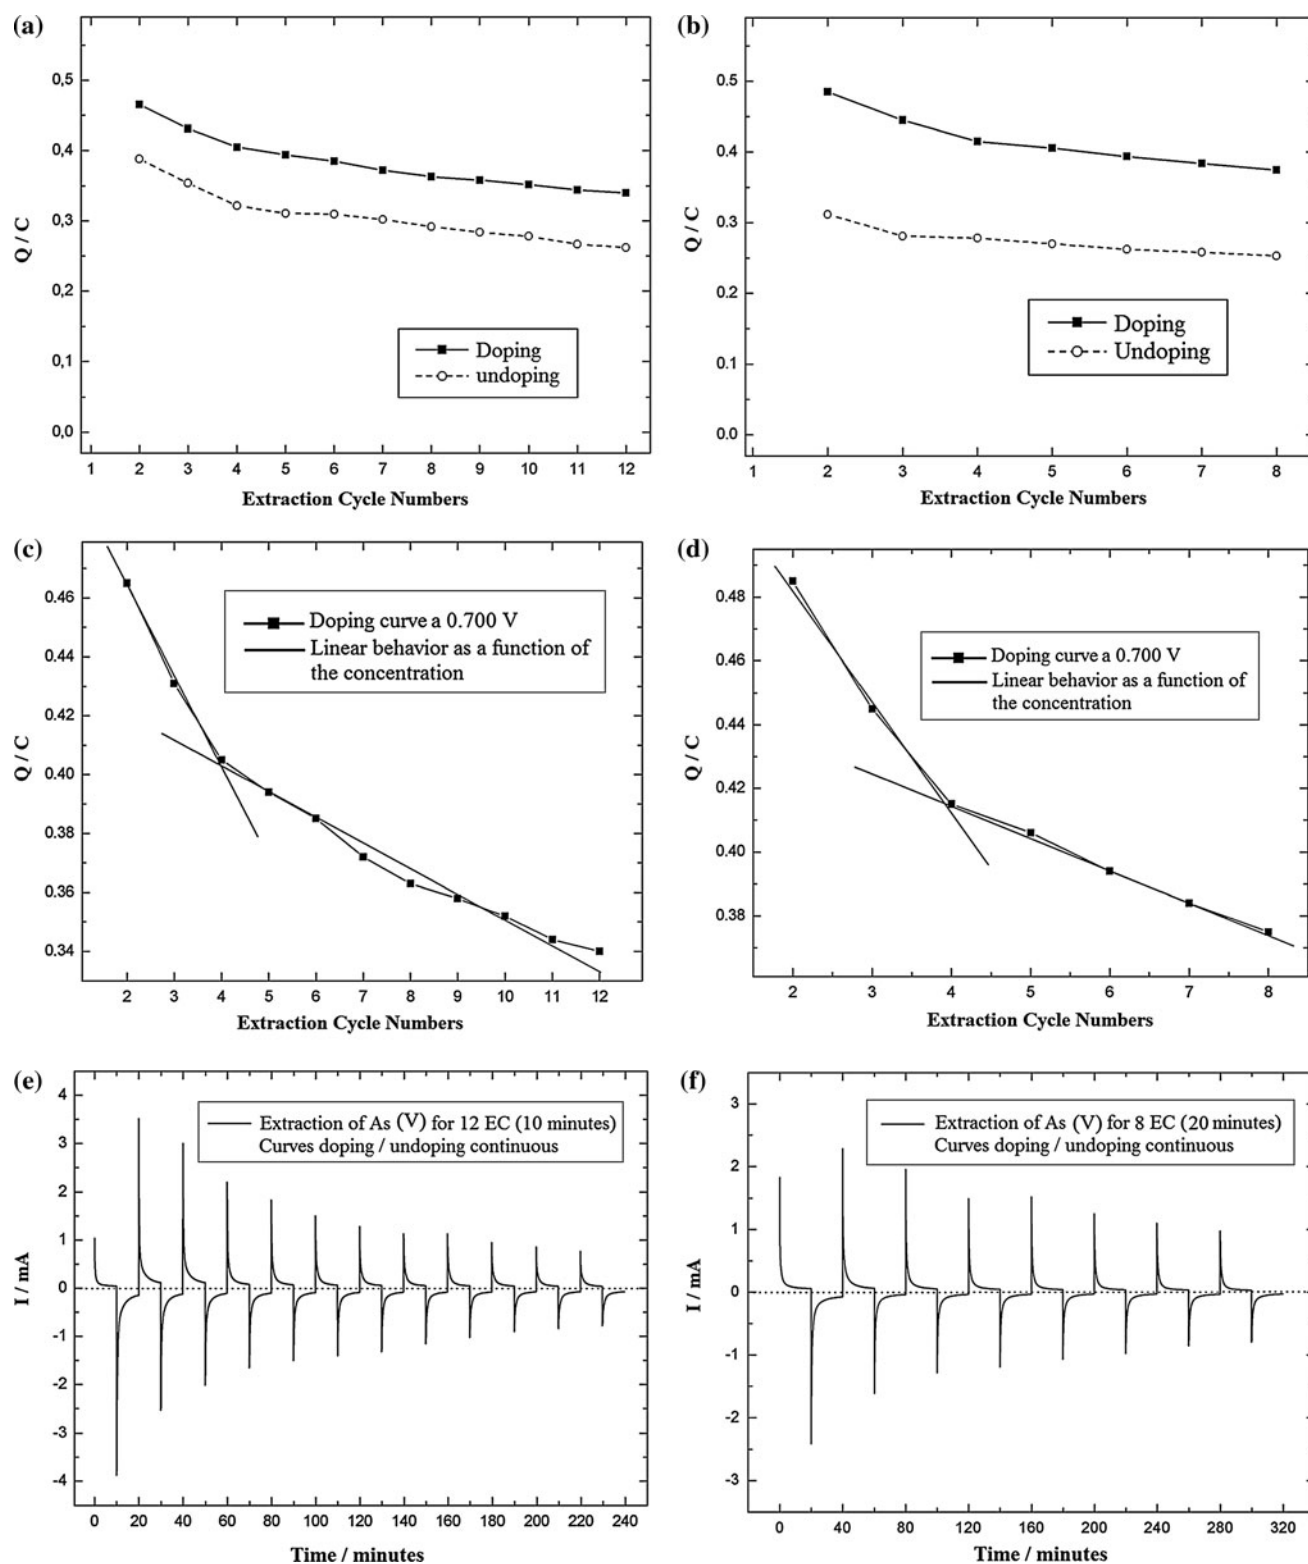 (a)
0,5
0,4
0,3
0,2
0,1
0,0
Q / C
Doping
undoping
1 2 3 4 5 6 7 8 9 10 11 12
Extraction Cycle Numbers
(b)
0.5
0.4
0.3
0.2
0.1
0.0
Q / C
Doping
Undoping
1 2 3 4 5 6 7 8
Extraction Cycle Numbers
(c)
0.46
0.44
0.42
0.40
0.38
0.36
0.34
Q / C
Doping curve a 0.700 V
Linear behavior as a function of
the concentration
2 3 4 5 6 7 8 9 10 11 12
Extraction Cycle Numbers
(d)
0.48
0.46
0.44
0.42
0.40
0.38
Q / C
Doping curve a 0.700 V
Linear behavior as a function of
the concentration
2 3 4 5 6 7 8
Extraction Cycle Numbers
(e)
4
3
2
1
0
-1
-2
-3
-4
I / mA
Extraction of As (V) for 12 EC (10 minutes)
Curves doping / undoping continuous
0 20 40 60 80 100 120 140 160 180 200 220 240
Time / minutes
(f)
3
2
1
0
-1
-2
-3
I / mA
Extraction of As (V) for 8 EC (20 minutes)
Curves doping / undoping continuous
0 40 80 120 160 200 240 280 320
Time / minutes